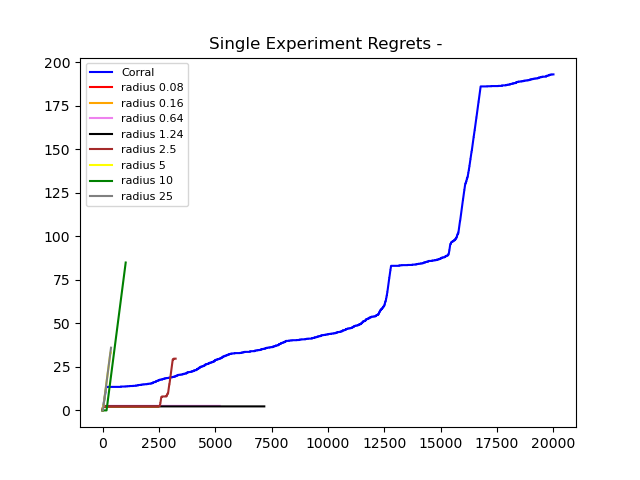 Single Experiment Regrets -
200
175
150
125
100
75
50
25
0
Corral
radius 0.08
radius 0.16
radius 0.64
radius 1.24
radius 2.5
radius 5
radius 10
radius 25
0 2500 5000 7500 10000 12500 15000 17500 20000